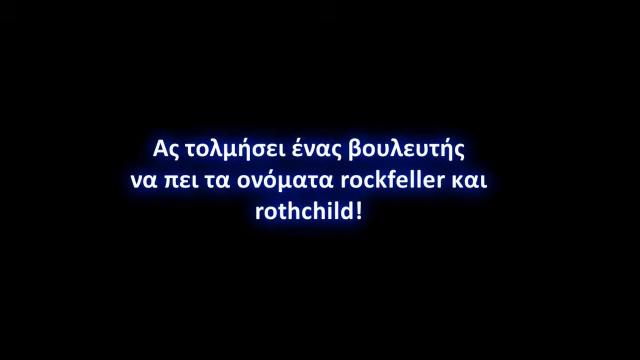 Ας τολμήσει ένας βουλευτής
να πει τα ονόματα rockfeller και
rothchild!